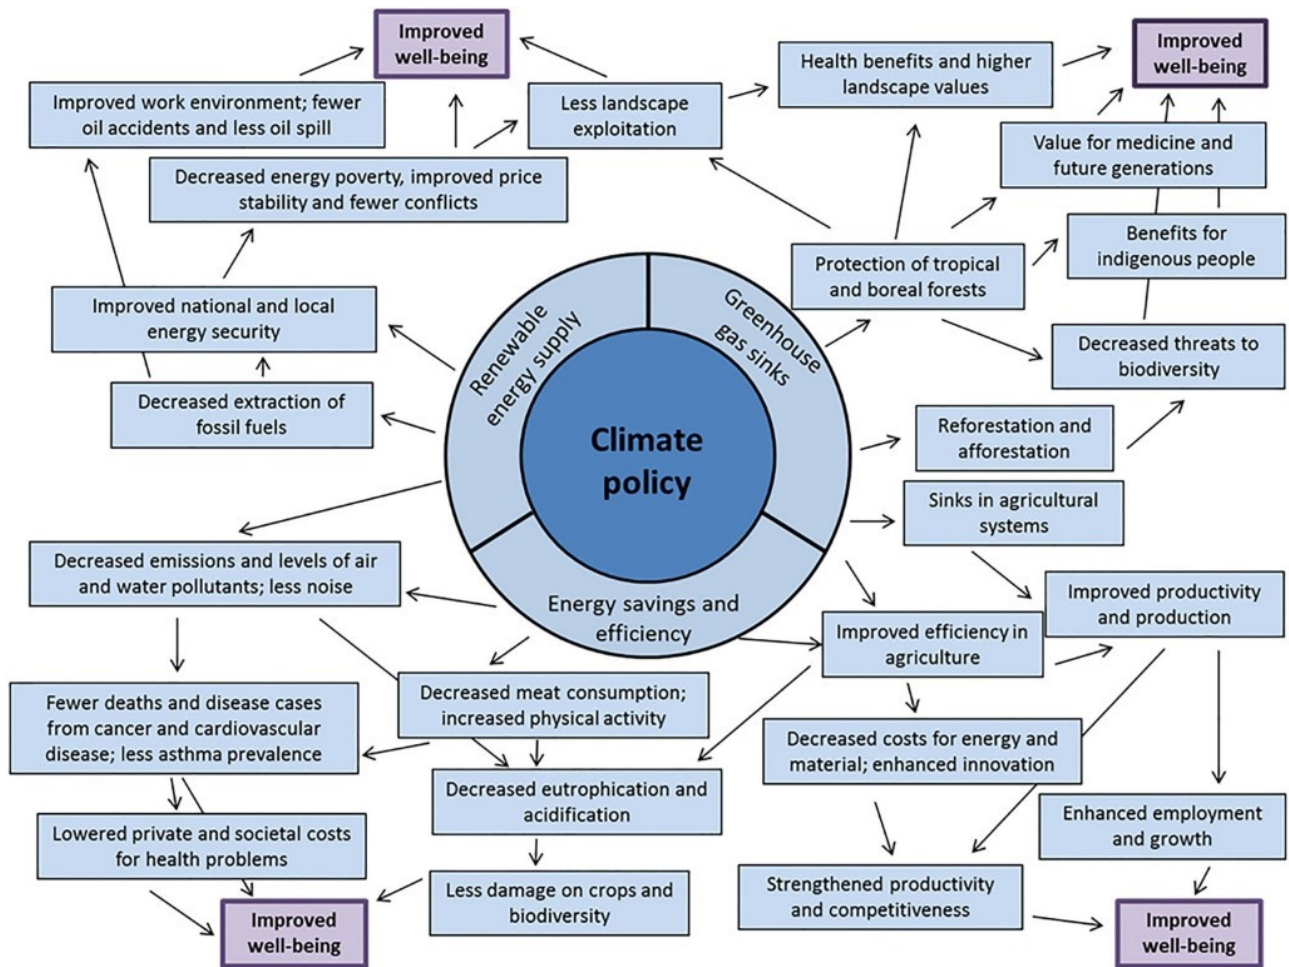 Improved
well-being
Improved
well-being
Health benefits and higher
landscape values
Improved work environment; fewer
oil accidents and less oil spill
Less landscape
exploitation
Value for medicine and
future generations
Decreased energy poverty, improved price
stability and fewer conflicts
Benefits for
indigenous people
Protection of tropical
and boreal forests
Improved national and local
energy security
Renewable
energy supply
Greenhouse
gas sinks
Decreased threats to
biodiversity
Decreased extraction of
fossil fuels
Climate
policy
Reforestation and
afforestation
Sinks in agricultural
systems
Decreased emissions and levels of air
and water pollutants; less noise
Energy savings and
efficiency
Improved efficiency in
agriculture
Improved productivity
and production
Fewer deaths and disease cases
from cancer and cardiovascular
disease; less asthma prevalence
Decreased meat consumption;
increased physical activity
Decreased costs for energy and
material; enhanced innovation
Decreased eutrophication and
acidification
Enhanced employment
and growth
Lowered private and societal costs
for health problems
Less damage on crops and
biodiversity
Strengthened productivity
and competitiveness
Improved
well-being
Improved
well-being